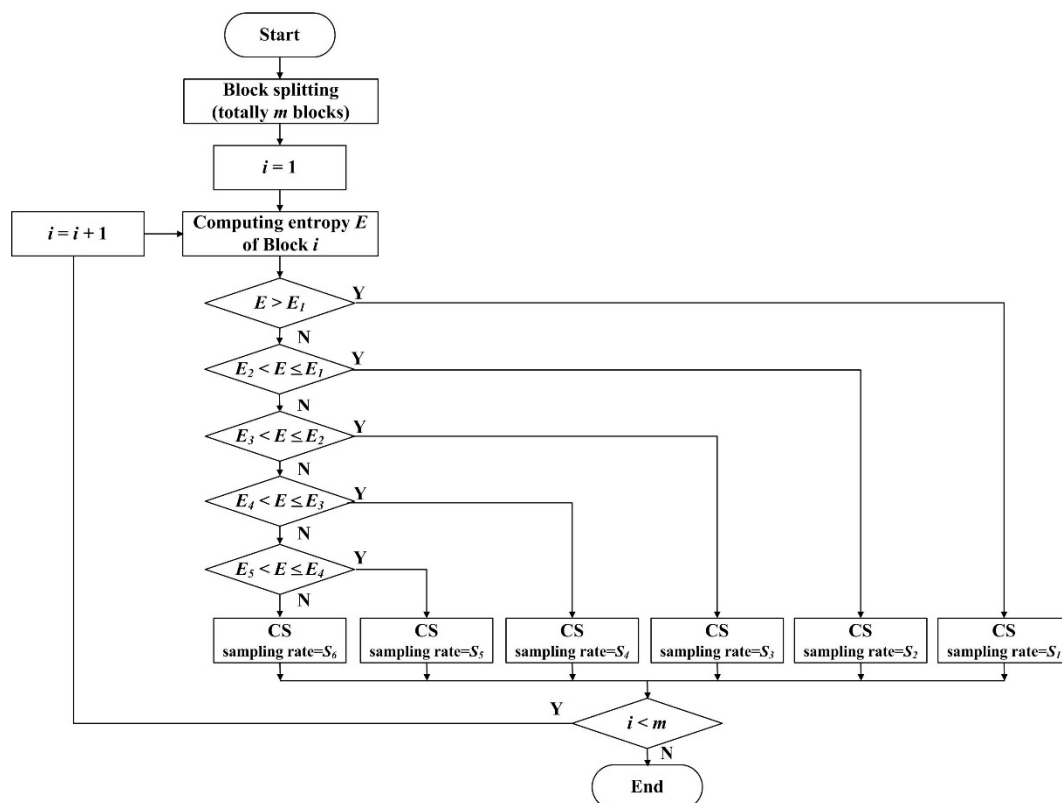 Start
Block splitting
(totally m blocks)
i = 1
i = i + 1
Computing entropy E
of Block i
E > E₁
Y
N
E₂ < E ≤ E₁
Y
N
E₃ < E ≤ E₂
Y
N
E₄ < E ≤ E₃
Y
N
E₅ < E ≤ E₄
Y
N
CS
sampling rate=S₆
CS
sampling rate=S₅
CS
sampling rate=S₄
CS
sampling rate=S₃
CS
sampling rate=S₂
CS
sampling rate=S₁
Y
i < m
N
End